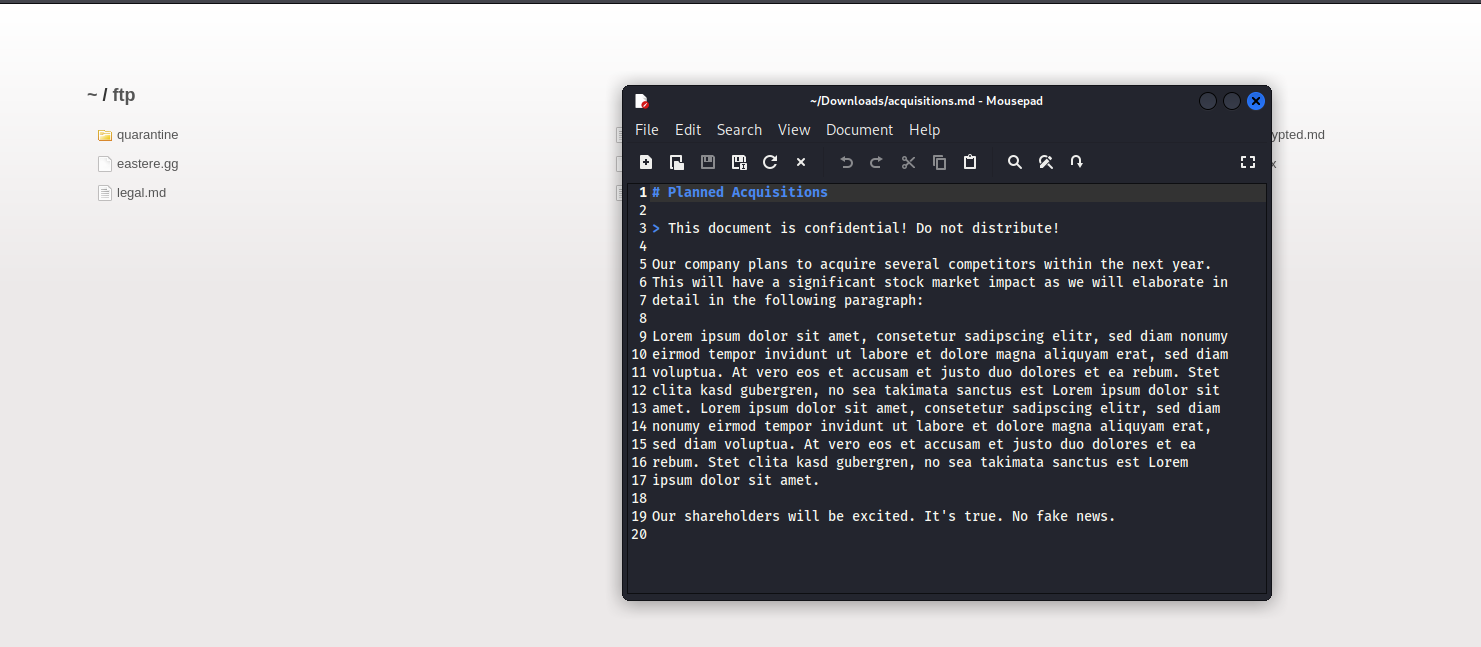 ~ / ftp
quarantine
eastere.gg
legal.md
ypted.md
x
~/Downloads/acquisitions.md - Mousepad
File Edit Search View Document Help
1 # Planned Acquisitions
2
3 > This document is confidential! Do not distribute!
4
5 Our company plans to acquire several competitors within the next year.
6 This will have a significant stock market impact as we will elaborate in
7 detail in the following paragraph:
8
9 Lorem ipsum dolor sit amet, consetetur sadipscing elitr, sed diam nonumy
10 eirmod tempor invidunt ut labore et dolore magna aliquyam erat, sed diam
11 voluptua. At vero eos et accusam et justo duo dolores et ea rebum. Stet
12 clita kasd gubergren, no sea takimata sanctus est Lorem ipsum dolor sit
13 amet. Lorem ipsum dolor sit amet, consetetur sadipscing elitr, sed diam
14 nonumy eirmod tempor invidunt ut labore et dolore magna aliquyam erat,
15 sed diam voluptua. At vero eos et accusam et justo duo dolores et ea
16 rebum. Stet clita kasd gubergren, no sea takimata sanctus est Lorem
17 ipsum dolor sit amet.
18
19 Our shareholders will be excited. It's true. No fake news.
20